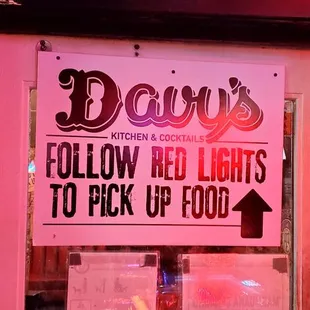 Davy's
KITCHEN & COCKTAILS
FOLLOW RED LIGHTS
TO PICK UP FOOD